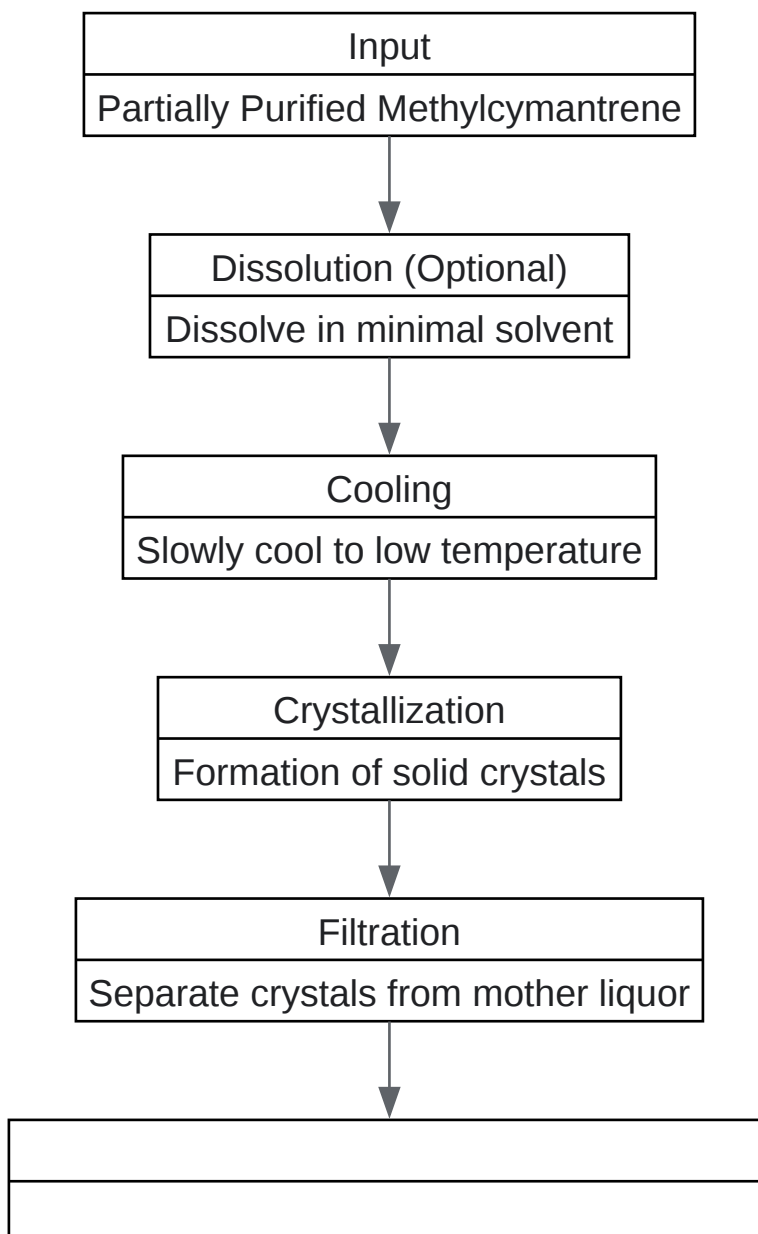 Input
Partially Purified Methylcymantrene
Dissolution (Optional)
Dissolve in minimal solvent
Cooling
Slowly cool to low temperature
Crystallization
Formation of solid crystals
Filtration
Separate crystals from mother liquor